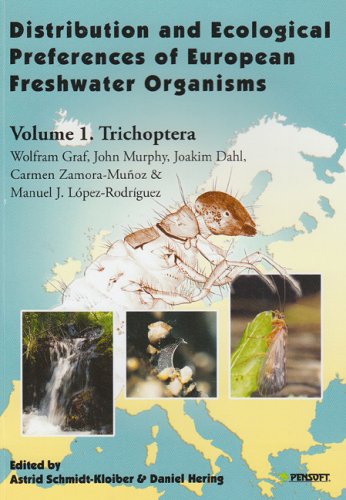 Distribution and Ecological
Preferences of European
Freshwater Organisms
Volume 1. Trichoptera
Wolfram Graf, John Murphy, Joakim Dahl,
Carmen Zamora-Muñoz &
Manuel J. López-Rodríguez
Edited by
Astrid Schmidt-Kloiber & Daniel Hering
PENSOFT